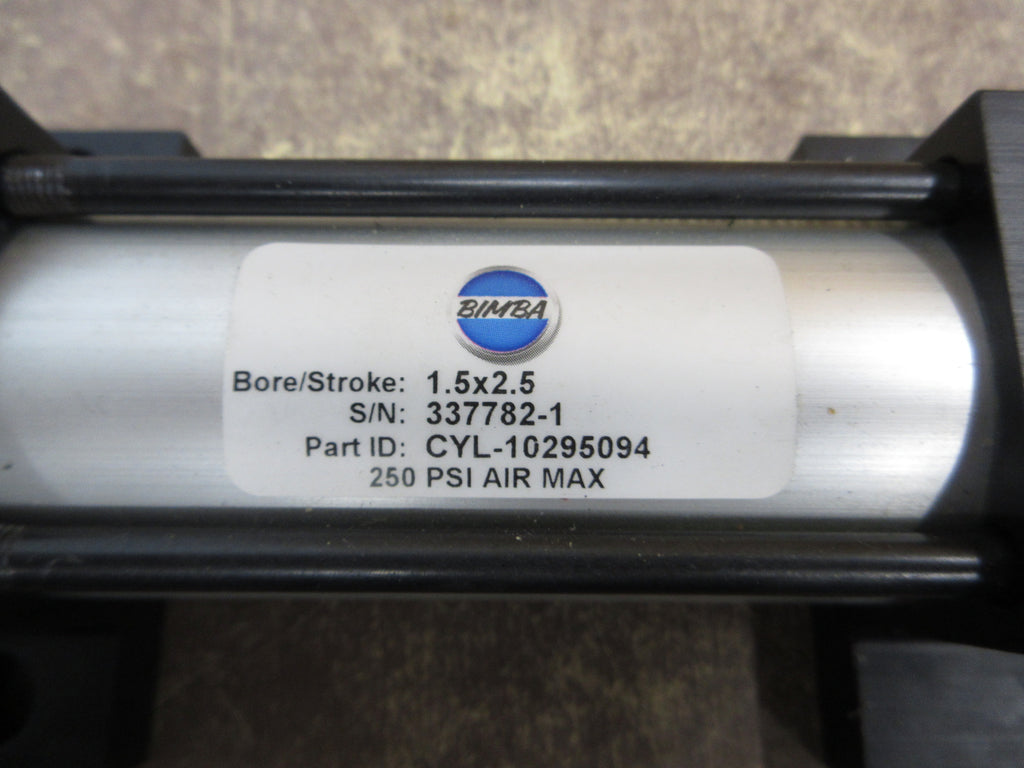 BIMBA
Bore/Stroke: 1.5x2.5
S/N: 337782-1
Part ID: CYL-10295094
250 PSI AIR MAX